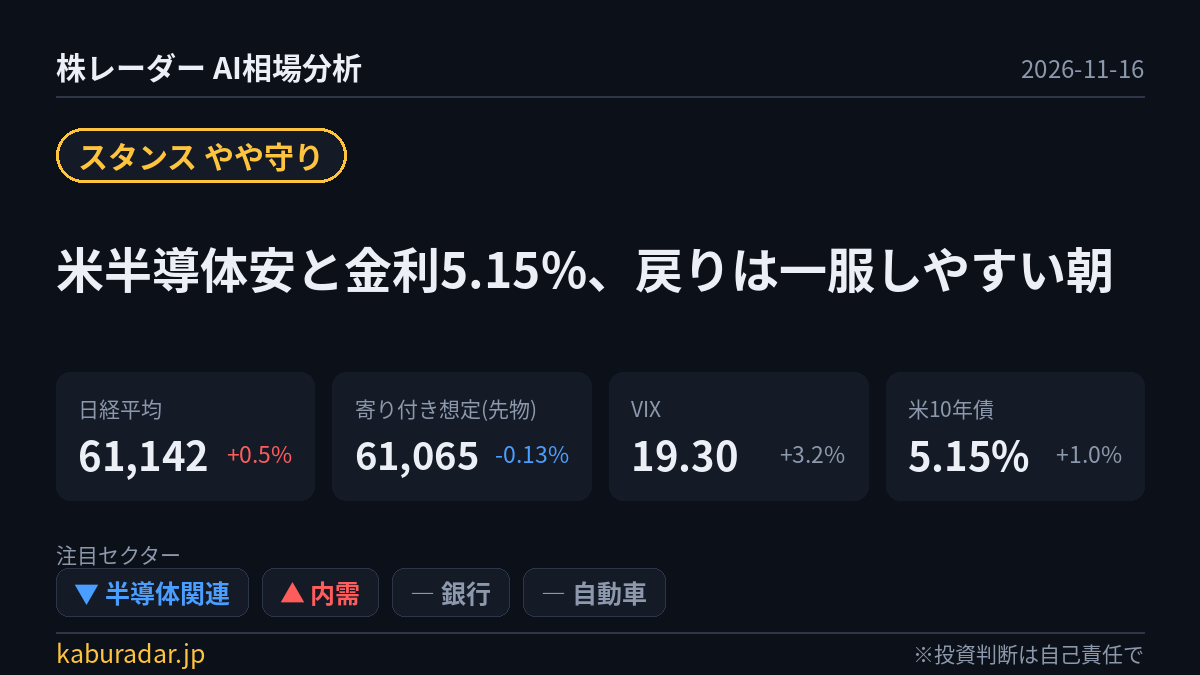 株レーダー AI相場分析
2026-11-16
スタンス やや守り
米半導体安と金利5.15%、戻りは一服しやすい朝
日経平均
61,142 +0.5%
寄り付き想定(先物)
61,065 -0.13%
VIX
19.30 +3.2%
米10年債
5.15% +1.0%
注目セクター
▼ 半導体関連
▲ 内需
― 銀行
― 自動車
kaburadar.jp
※投資判断は自己責任で